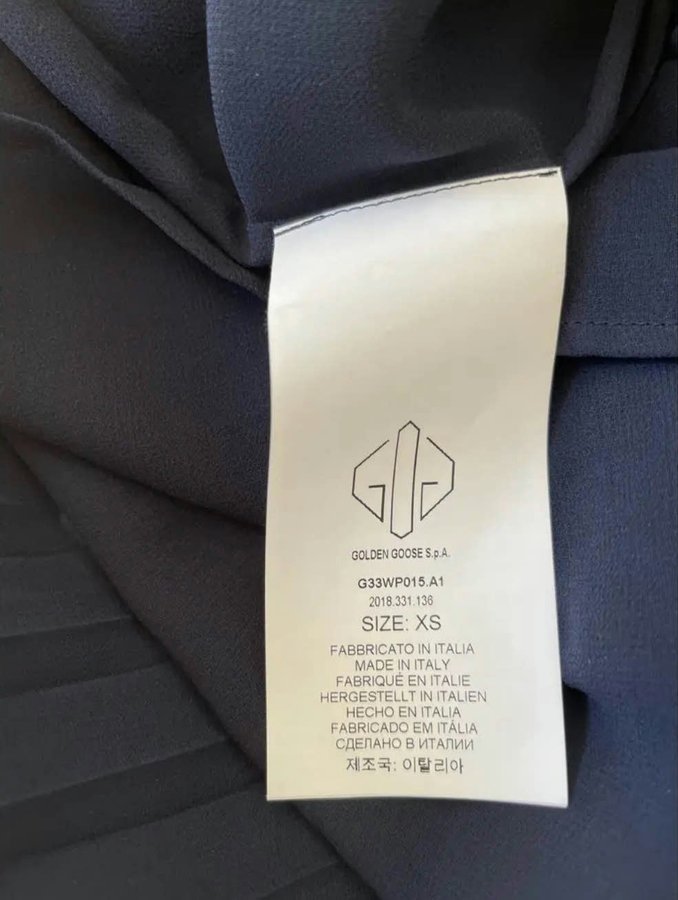 GOLDEN GOOSE S.p.A.
G33WP015.A1
2018.331.136
SIZE: XS
FABBRICATO IN ITALIA
MADE IN ITALY
FABRIQUÉ EN ITALIE
HERGESTELLT IN ITALIEN
HECHO EN ITALIA
FABRICADO EM ITÁLIA
СДЕЛАНО В ИТАЛИИ
제조국: 이탈리아